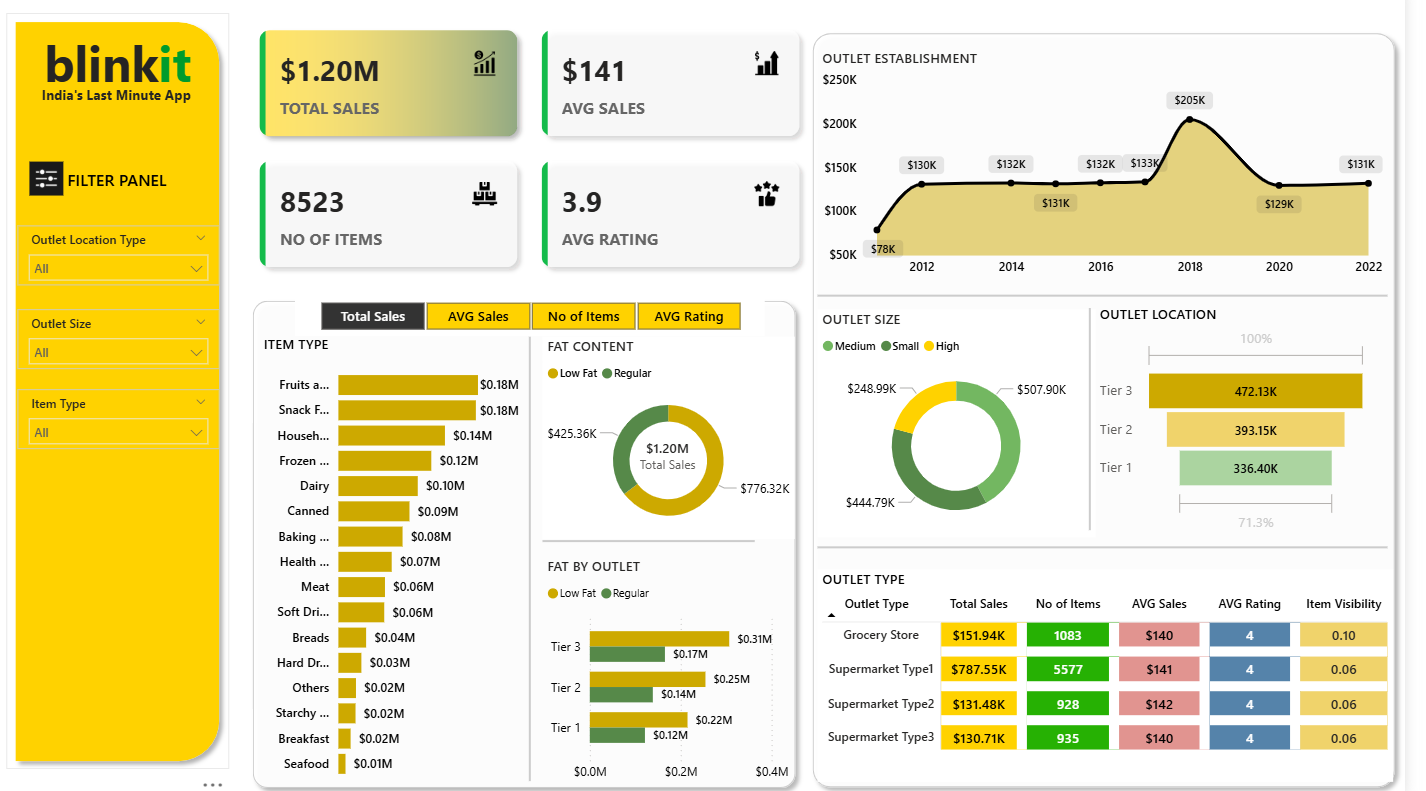 blinkit
India's Last Minute App
FILTER PANEL
Outlet Location Type
All
Outlet Size
All
Item Type
All
$1.20M
TOTAL SALES
$141
AVG SALES
8523
NO OF ITEMS
3.9
AVG RATING
Total Sales
AVG Sales
No of Items
AVG Rating
ITEM TYPE
Fruits a... $0.18M
Snack F... $0.18M
Househ... $0.14M
Frozen ... $0.12M
Dairy $0.10M
Canned $0.09M
Baking ... $0.08M
Health ... $0.07M
Meat $0.06M
Soft Dri... $0.06M
Breads $0.04M
Hard Dr... $0.03M
Others $0.02M
Starchy ... $0.02M
Breakfast $0.02M
Seafood $0.01M
FAT CONTENT
Low Fat Regular
$425.36K
$1.20M
Total Sales
$776.32K
FAT BY OUTLET
Low Fat Regular
Tier 3 $0.31M
$0.17M
Tier 2 $0.25M
$0.14M
Tier 1 $0.22M
$0.12M
$0.0M $0.2M $0.4M
OUTLET ESTABLISHMENT
$250K
$200K
$150K
$100K
$50K
$78K
$130K
$132K
$131K
$132K
$133K
$205K
$129K
$131K
2012 2014 2016 2018 2020 2022
OUTLET SIZE
Medium Small High
$248.99K
$507.90K
$444.79K
OUTLET LOCATION
100%
Tier 3 472.13K
Tier 2 393.15K
Tier 1 336.40K
71.3%
OUTLET TYPE
Outlet Type Total Sales No of Items AVG Sales AVG Rating Item Visibility
Grocery Store $151.94K 1083 $140 4 0.10
Supermarket Type1 $787.55K 5577 $141 4 0.06
Supermarket Type2 $131.48K 928 $142 4 0.06
Supermarket Type3 $130.71K 935 $140 4 0.06